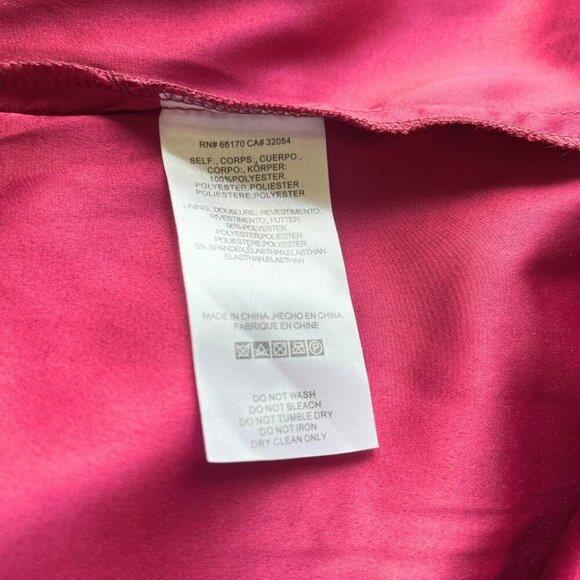 RN# 66170 CA# 32054
SELF:, CORPS:, CUERPO:,
CORPO:, KÖRPER:
100%POLYESTER.
POLYESTER,POLIESTER,
POLIESTERE,POLYESTER
LINING:, DOUBLURE:, REVESTIMIENTO:,
RIVESTIMENTO:, FUTTER:
95% POLYESTER,
POLYESTER,POLIESTER,
POLIESTERE,POLYESTER
5% SPANDEX,ELASTHAN,ELASTAN,
ELASTHAN,ELASTHAN
MADE IN CHINA ,HECHO EN CHINA,
FABRIQUE EN CHINE
DO NOT WASH
DO NOT BLEACH
DO NOT TUMBLE DRY
DO NOT IRON
DRY CLEAN ONLY